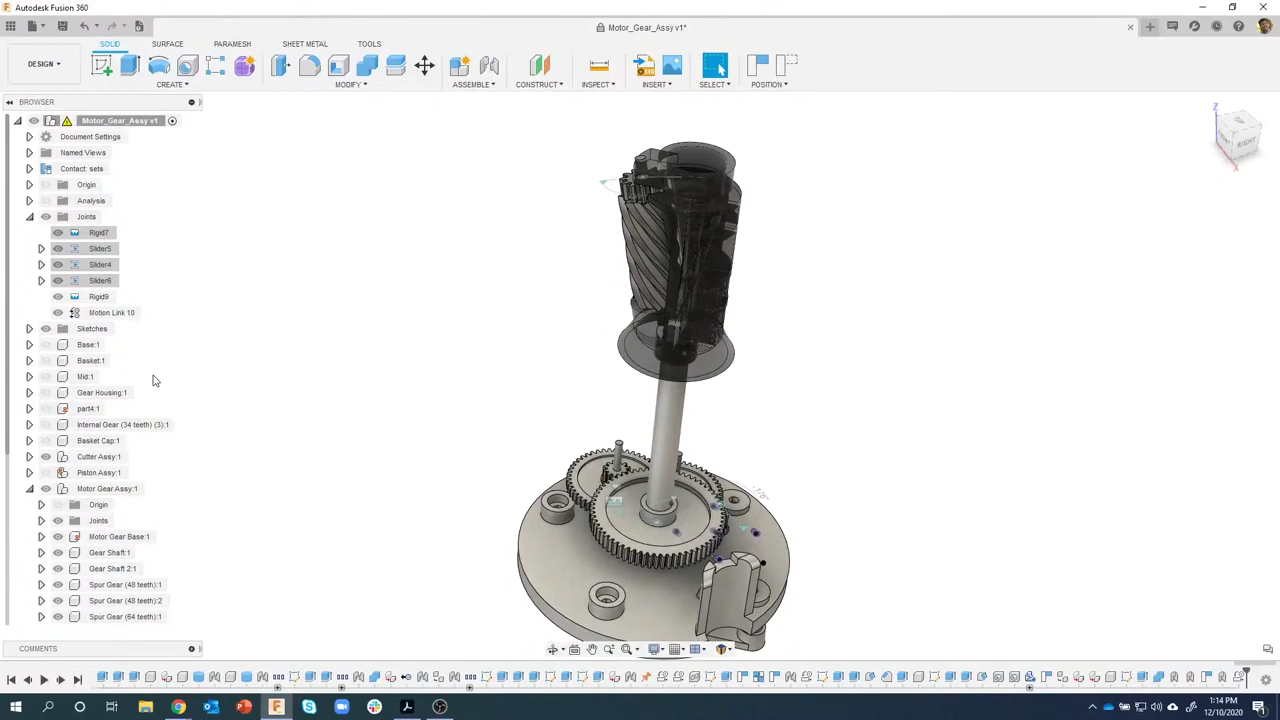 Autodesk Fusion 360
Motor_Gear_Assy v1*
SOLID
SURFACE
PARAMESH
SHEET METAL
TOOLS
DESIGN
CREATE
MODIFY
ASSEMBLE
CONSTRUCT
INSPECT
INSERT
SELECT
POSITION
BROWSER
Motor_Gear_Assy v1
Document Settings
Named Views
Contact: sets
Origin
Analysis
Joints
Rigid7
Slider5
Slider4
Slider6
Rigid9
Motion Link 10
Sketches
Base:1
Basket:1
Mid:1
Gear Housing:1
part4:1
Internal Gear (34 teeth) (3):1
Basket Cap:1
Cutter Assy:1
Piston Assy:1
Motor Gear Assy:1
Origin
Joints
Motor Gear Base:1
Gear Shaft:1
Gear Shaft 2:1
Spur Gear (48 teeth):1
Spur Gear (48 teeth):2
Spur Gear (64 teeth):1
Z
RIGHT
X
COMMENTS
1:14 PM
12/10/2020